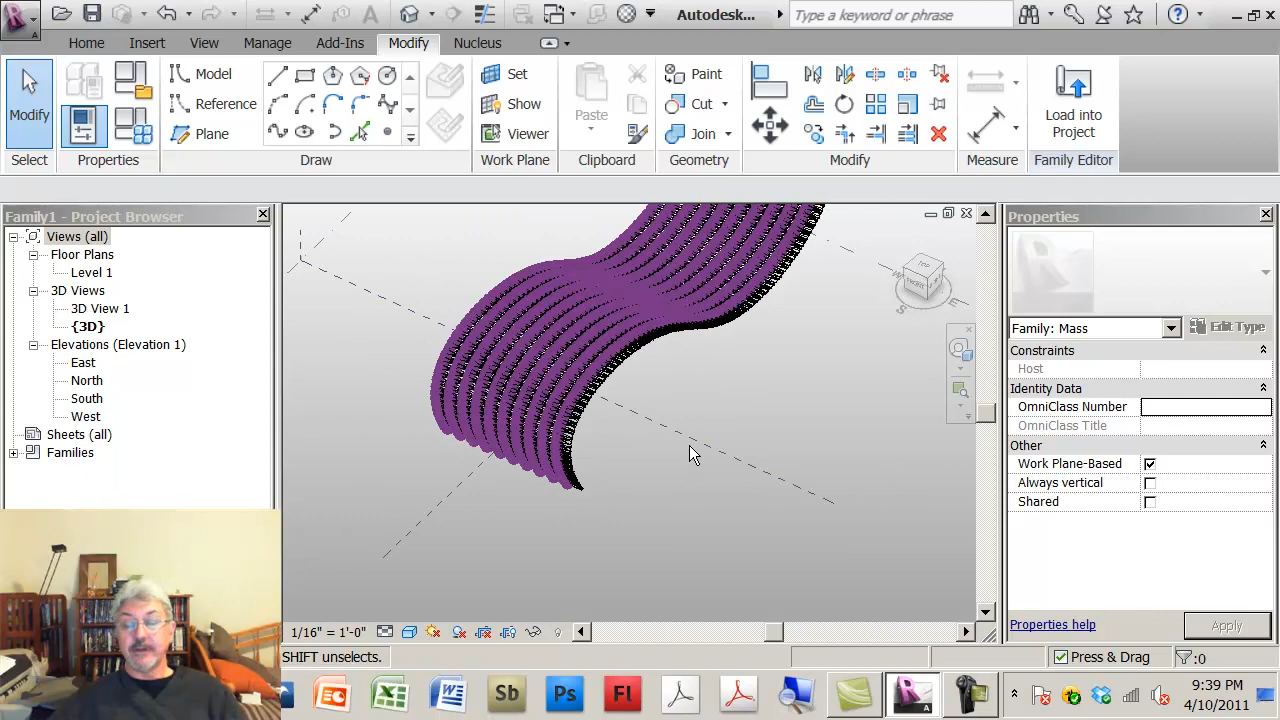 Autodesk...
Type a keyword or phrase
Home Insert View Manage Add-Ins Modify Nucleus
Modify
Select
Properties
Model
Reference
Plane
Draw
Set
Show
Viewer
Work Plane
Paste
Clipboard
Paint
Cut
Join
Geometry
Modify
Measure
Load into
Project
Family Editor
Family1 - Project Browser
Views (all)
Floor Plans
Level 1
3D Views
3D View 1
{3D}
Elevations (Elevation 1)
East
North
South
West
Sheets (all)
Families
TOP
W
S
E
1/16" = 1'-0"
Properties
Family: Mass
Edit Type
Constraints
Host
Identity Data
OmniClass Number
OmniClass Title
Other
Work Plane-Based
Always vertical
Shared
Properties help
Apply
SHIFT unselects.
Press & Drag
:0
Sb
Ps
Fl
9:39 PM
4/10/2011